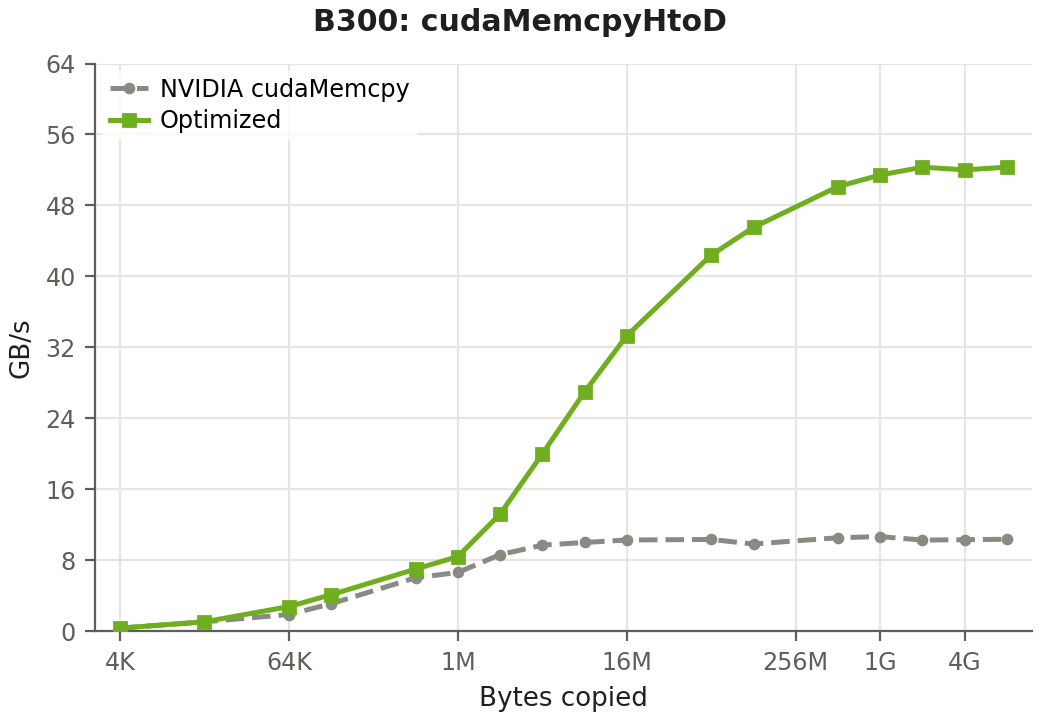 B300: cudaMemcpyHtoD
NVIDIA cudaMemcpy
Optimized
64
56
48
40
32
24
16
8
0
GB/s
4K
64K
1M
16M
256M
1G
4G
Bytes copied